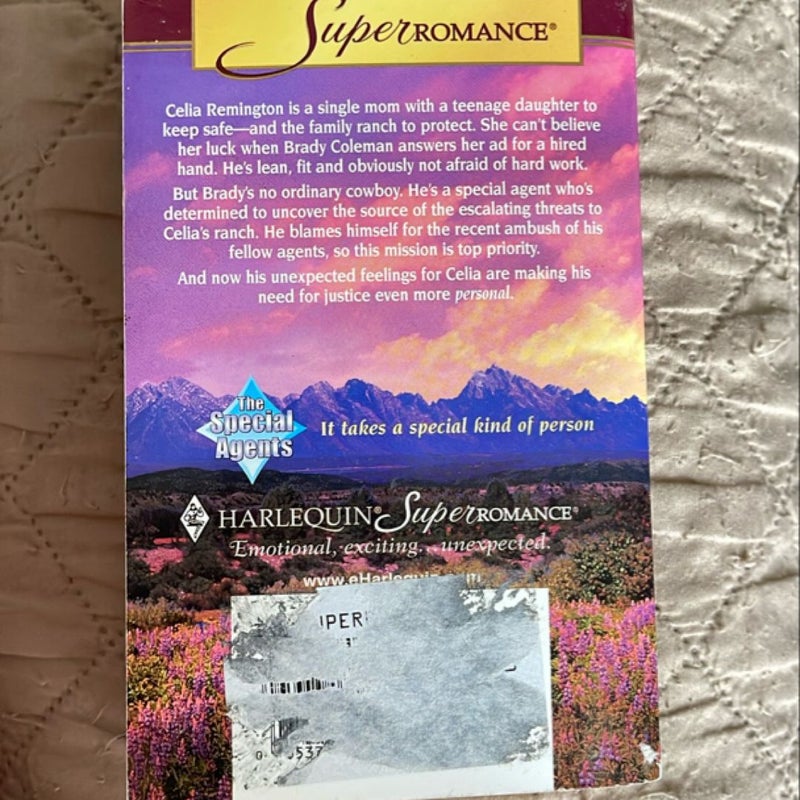 SuperROMANCE®
Celia Remington is a single mom with a teenage daughter to
keep safe—and the family ranch to protect. She can't believe
her luck when Brady Coleman answers her ad for a hired
hand. He's lean, fit and obviously not afraid of hard work.
But Brady's no ordinary cowboy. He's a special agent who's
determined to uncover the source of the escalating threats to
Celia's ranch. He blames himself for the recent ambush of his
fellow agents, so this mission is top priority.
And now his unexpected feelings for Celia are making his
need for justice even more personal.
The
Special
Agents
It takes a special kind of person
HARLEQUIN® SuperROMANCE®
Emotional, exciting...unexpected.